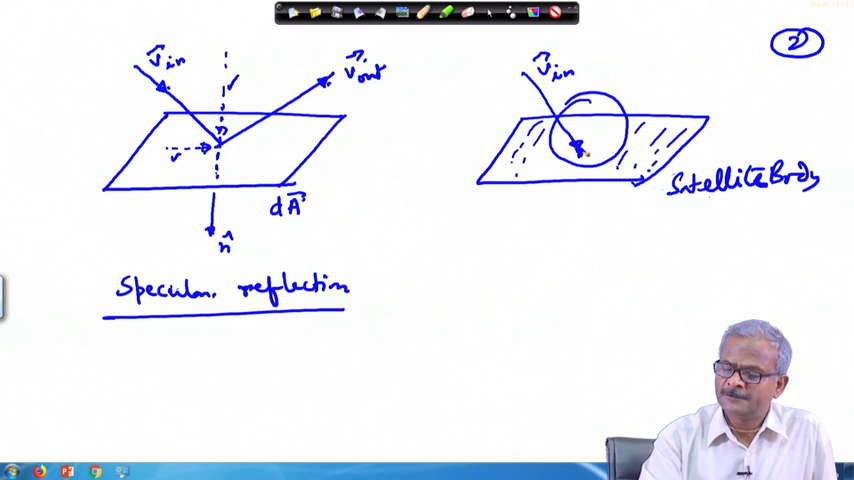 2
v⃗in
v⃗out
dA⃗
n̂
Specular reflection
v⃗in
Satellite Body